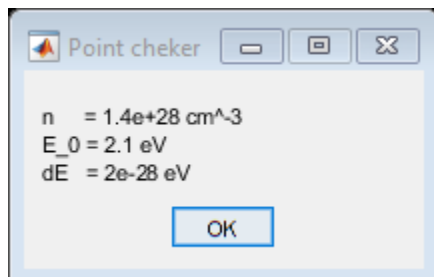 Point cheker
n = 1.4e+28 cm^-3
E_0 = 2.1 eV
dE = 2e-28 eV
OK